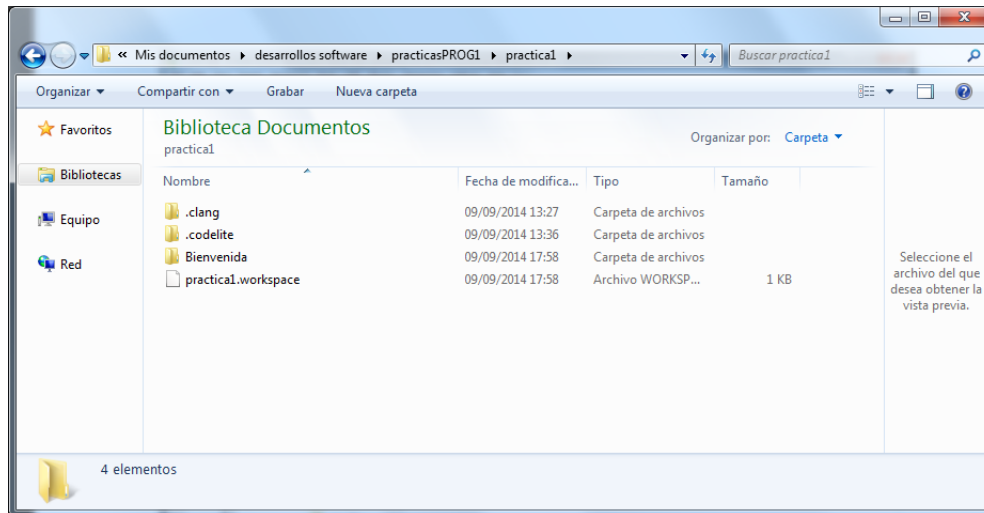 « Mis documentos ▸ desarrollos software ▸ practicasPROG1 ▸ practica1 ▸ Buscar practica1
Organizar Compartir con Grabar Nueva carpeta
Favoritos
Bibliotecas
Equipo
Red
Biblioteca Documentos
practica1
Organizar por: Carpeta
Nombre Fecha de modifica... Tipo Tamaño
.clang 09/09/2014 13:27 Carpeta de archivos
.codelite 09/09/2014 13:36 Carpeta de archivos
Bienvenida 09/09/2014 17:58 Carpeta de archivos
practica1.workspace 09/09/2014 17:58 Archivo WORKSP... 1 KB
Seleccione el
archivo del que
desea obtener la
vista previa.
4 elementos